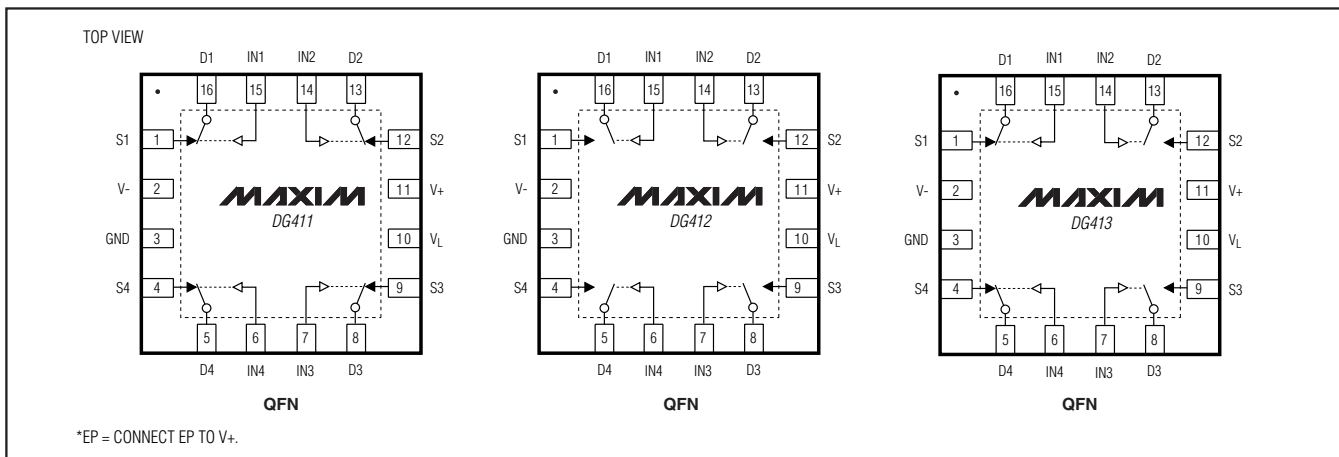 TOP VIEW
D1 IN1 IN2 D2
16 15 14 13
S1 1 12 S2
V- 2 11 V+
MAXIM
DG411
GND 3 10 VL
S4 4 9 S3
5 6 7 8
D4 IN4 IN3 D3
QFN
D1 IN1 IN2 D2
16 15 14 13
S1 1 12 S2
V- 2 11 V+
MAXIM
DG412
GND 3 10 VL
S4 4 9 S3
5 6 7 8
D4 IN4 IN3 D3
QFN
D1 IN1 IN2 D2
16 15 14 13
S1 1 12 S2
V- 2 11 V+
MAXIM
DG413
GND 3 10 VL
S4 4 9 S3
5 6 7 8
D4 IN4 IN3 D3
QFN
*EP = CONNECT EP TO V+.